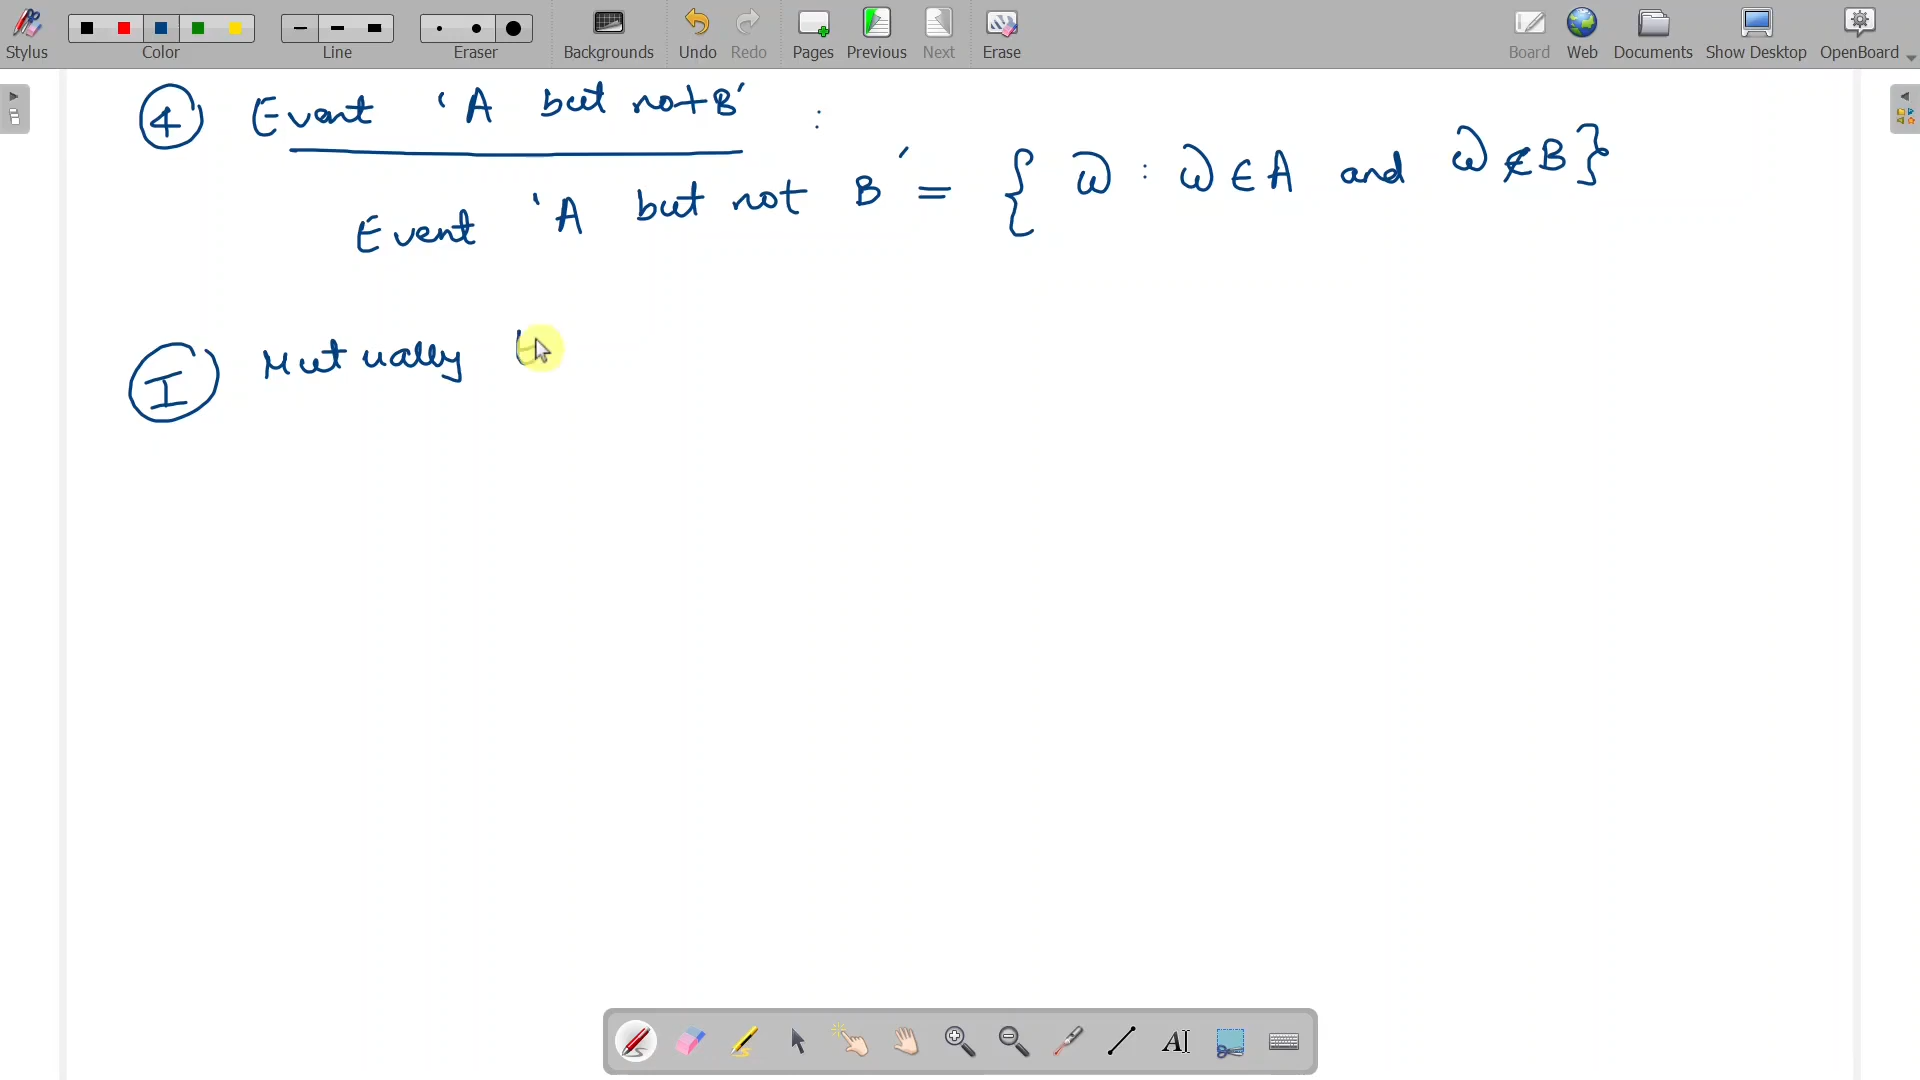 Stylus Color Line Eraser Backgrounds Undo Redo Pages Previous Next Erase Board Web Documents Show Desktop OpenBoard
④ Event 'A but not B' :
Event 'A but not B' = { ω : ω ∈ A and ω ∉ B }
Ⓘ Mutually
AI